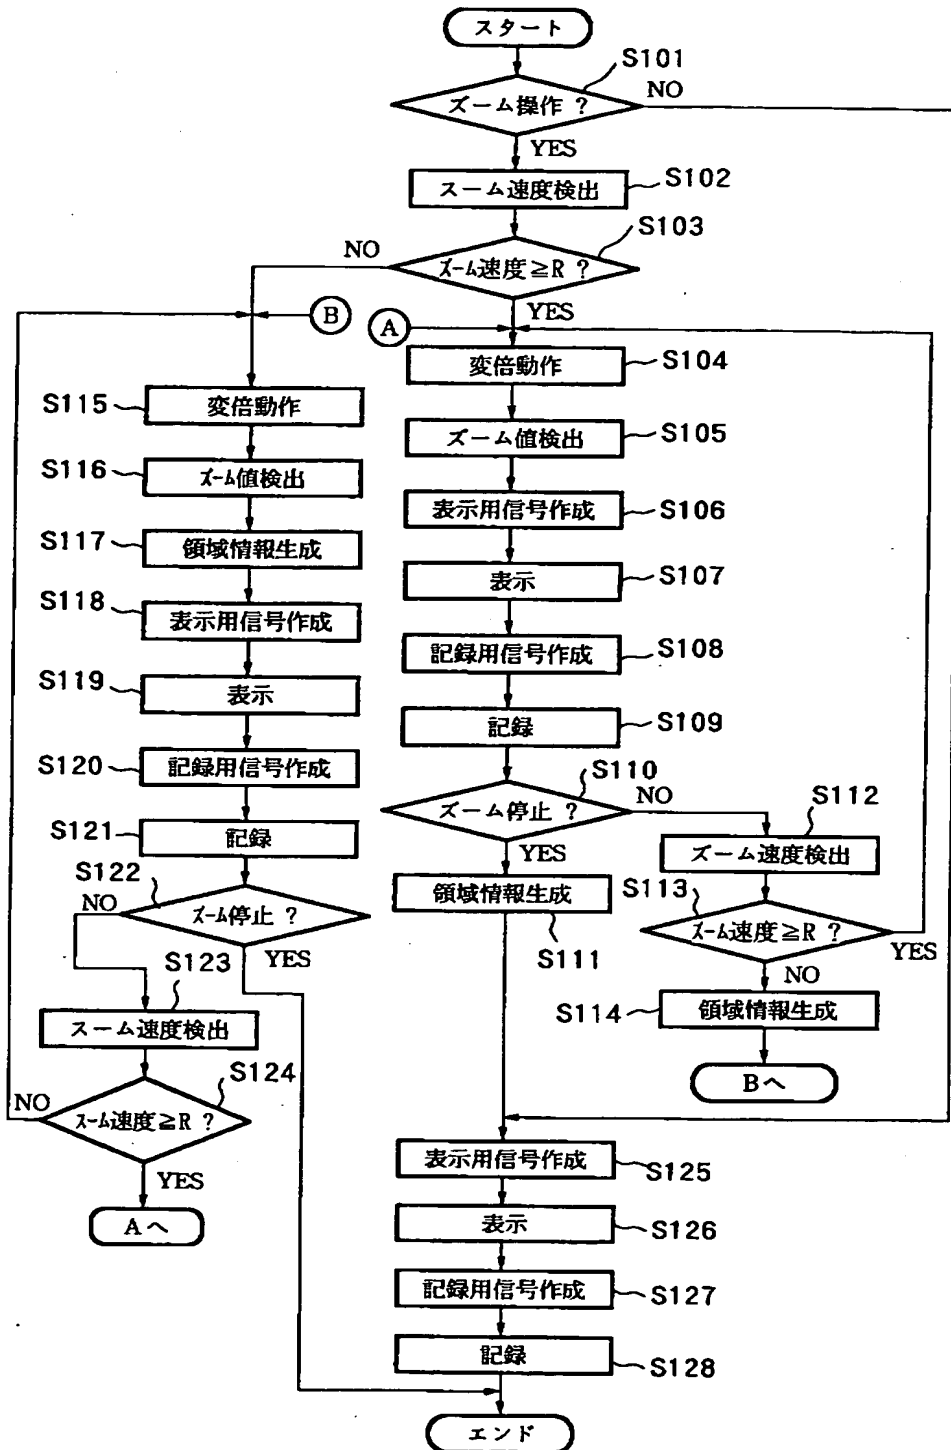 スタート
S101
ズーム操作 ?
NO
YES
スーム速度検出
S102
S103
NO
ズーム速度≧R ?
YES
B
A
変倍動作
S104
S115
変倍動作
ズーム値検出
S105
S116
ズーム値検出
表示用信号作成
S106
S117
領域情報生成
表示
S107
S118
表示用信号作成
記録用信号作成
S108
S119
表示
記録
S109
S120
記録用信号作成
S110
ズーム停止 ?
NO
S112
S121
記録
YES
ズーム速度検出
S122
NO
ズーム停止 ?
YES
領域情報生成
S111
S113
ズーム速度≧R ?
YES
NO
S123
スーム速度検出
S114
領域情報生成
Bへ
S124
NO
ズーム速度≧R ?
YES
Aへ
表示用信号作成
S125
表示
S126
記録用信号作成
S127
記録
S128
エンド